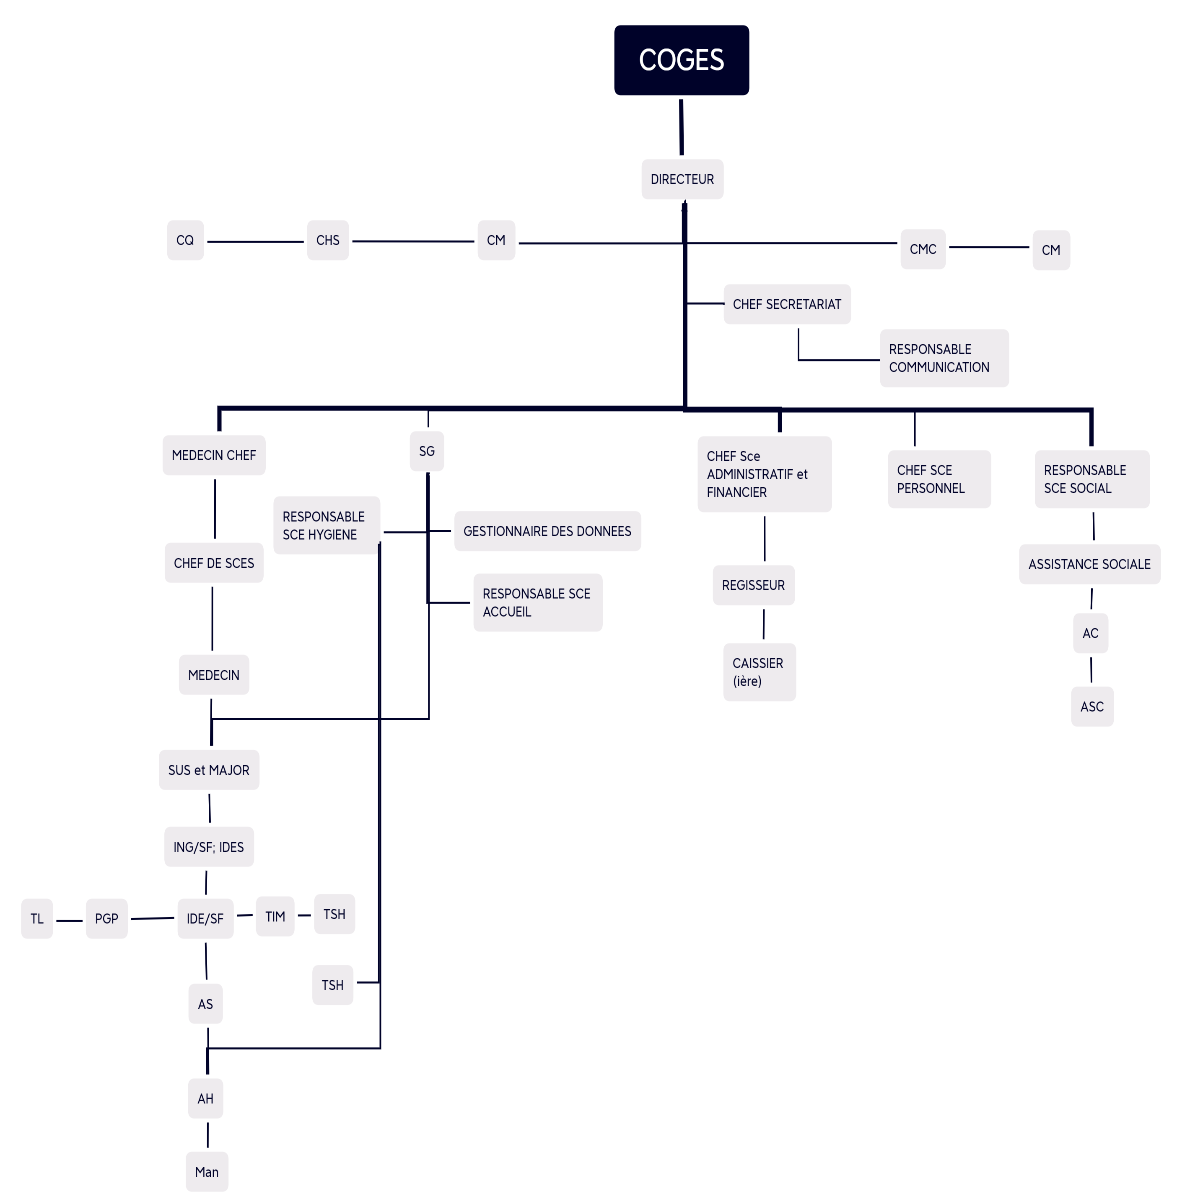 COGES
DIRECTEUR
CQ
CHS
CM
CMC
CM
CHEF SECRETARIAT
RESPONSABLE
COMMUNICATION
MEDECIN CHEF
SG
CHEF Sce
ADMINISTRATIF et
FINANCIER
CHEF SCE
PERSONNEL
RESPONSABLE
SCE SOCIAL
RESPONSABLE
SCE HYGIENE
GESTIONNAIRE DES DONNEES
CHEF DE SCES
ASSISTANCE SOCIALE
REGISSEUR
RESPONSABLE SCE
ACCUEIL
AC
MEDECIN
CAISSIER
(ière)
ASC
SUS et MAJOR
ING/SF; IDES
TL
PGP
IDE/SF
TIM
TSH
TSH
AS
AH
Man